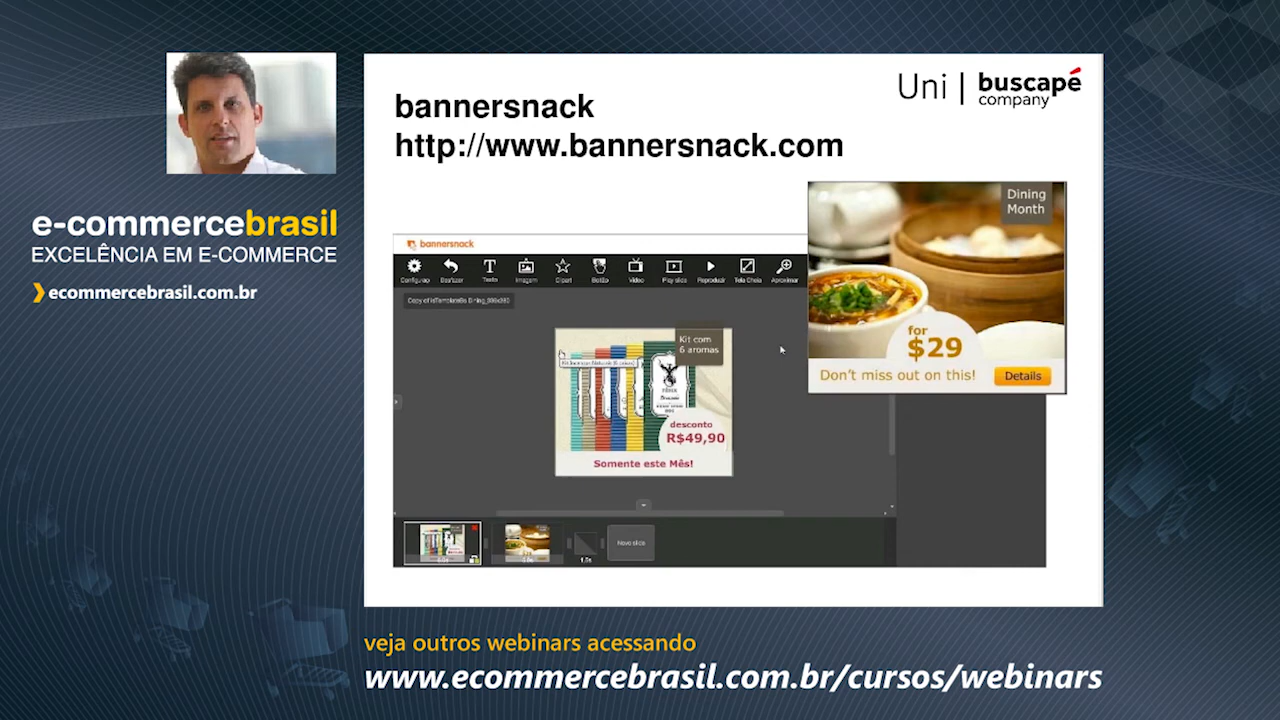 bannersnack
http://www.bannersnack.com
Uni | buscapé
company
e-commercebrasil
EXCELÊNCIA EM E-COMMERCE
ecommercebrasil.com.br
Dining
Month
for
$29
Don't miss out on this!
Details
bannersnack
Desfazer Texto Imagem Clipart Botão Video Play slide Reproduzir Tela Cheia Aproximar
Kit com
6 aromas
desconto
R$49,90
Somente este Mês!
Novo slide
1,5s
veja outros webinars acessando
www.ecommercebrasil.com.br/cursos/webinars